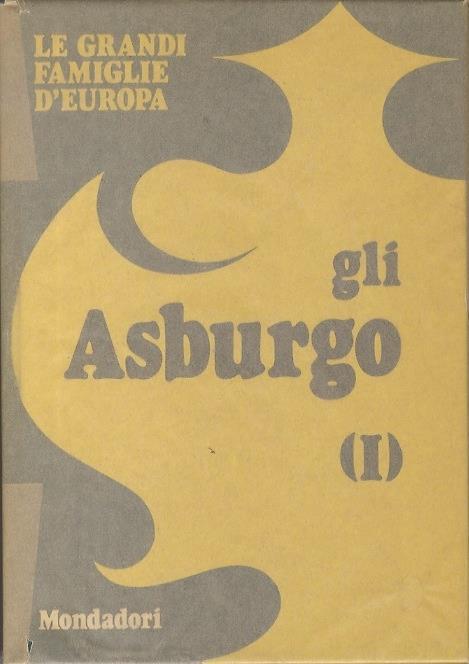 LE GRANDI
FAMIGLIE
D'EUROPA
gli
Asburgo
(I)
Mondadori